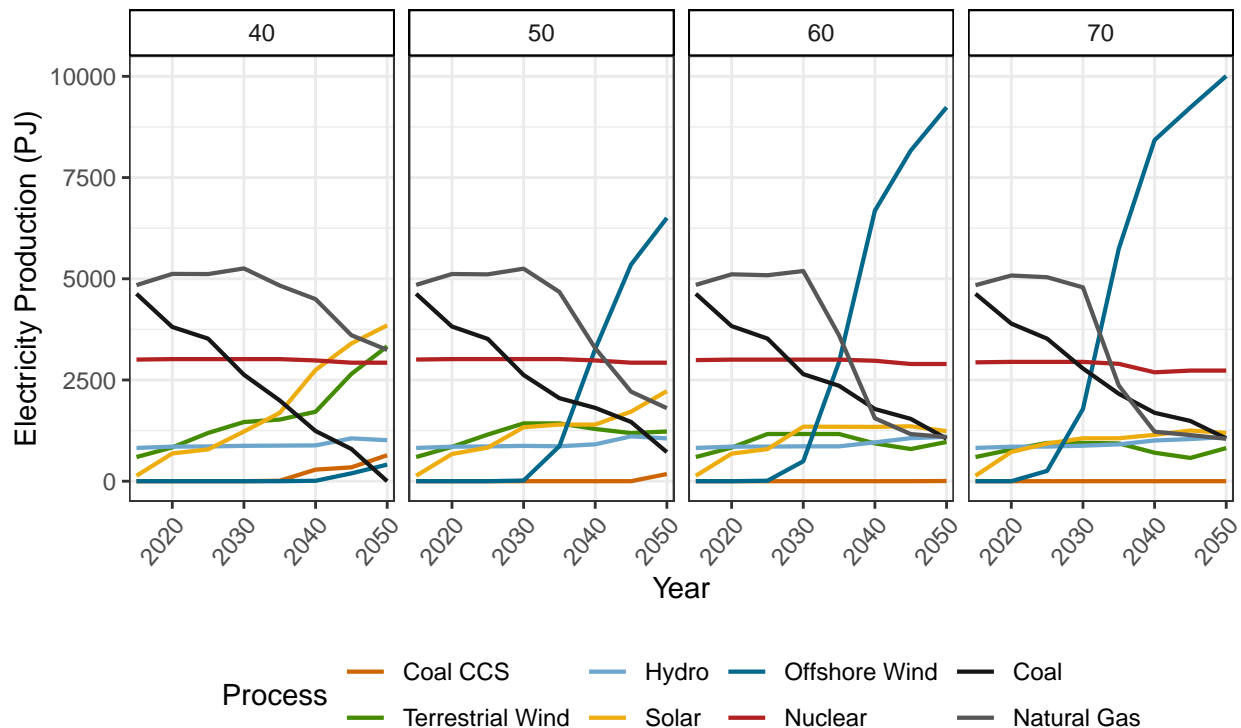 40 50 60 70
Electricity Production (PJ)
10000
7500
5000
2500
0
2020 2030 2040 2050 2020 2030 2040 2050 2020 2030 2040 2050 2020 2030 2040 2050
Year
Process
Coal CCS Hydro Offshore Wind Coal
Terrestrial Wind Solar Nuclear Natural Gas